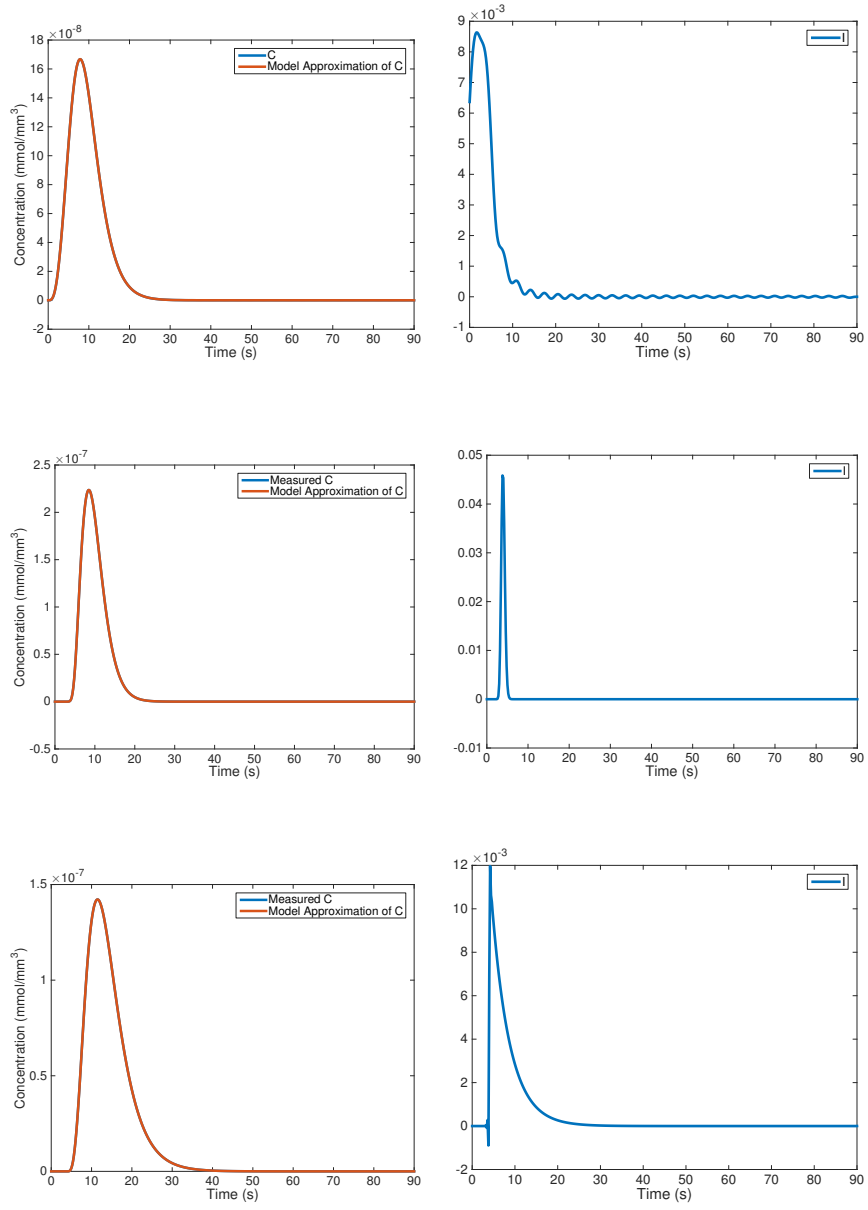 ×10-8
18
16
14
12
10
8
6
4
2
0
-2
Concentration (mmol/mm3)
0 10 20 30 40 50 60 70 80 90
Time (s)
C
Model Approximation of C
×10-3
9
8
7
6
5
4
3
2
1
0
-1
0 10 20 30 40 50 60 70 80 90
Time (s)
I
×10-7
2.5
2
1.5
1
0.5
0
-0.5
Concentration (mmol/mm3)
0 10 20 30 40 50 60 70 80 90
Time (s)
Measured C
Model Approximation of C
0.05
0.04
0.03
0.02
0.01
0
-0.01
0 10 20 30 40 50 60 70 80 90
Time (s)
I
×10-7
1.5
1
0.5
0
Concentration (mmol/mm3)
0 10 20 30 40 50 60 70 80 90
Time (s)
Measured C
Model Approximation of C
×10-3
12
10
8
6
4
2
0
-2
0 10 20 30 40 50 60 70 80 90
Time (s)
I